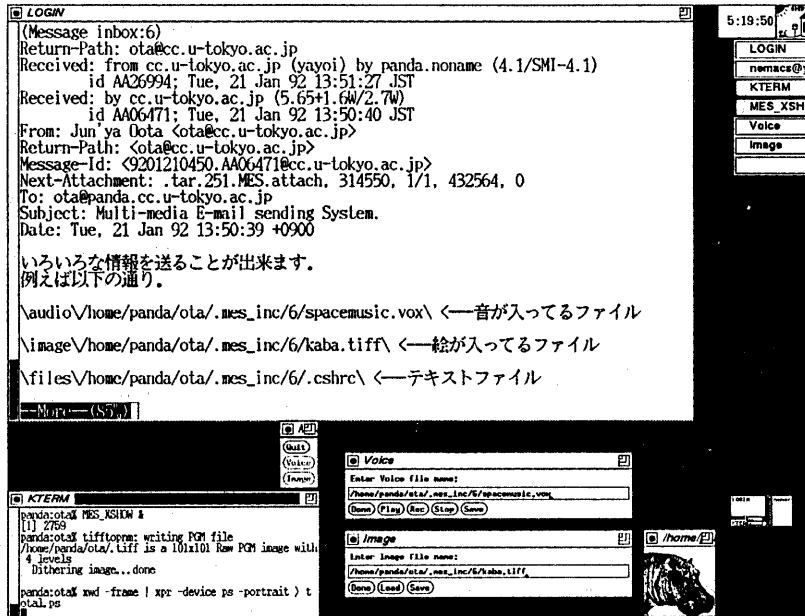 LOGIN
(Message inbox:6)
Return-Path: ota@cc.u-tokyo.ac.jp
Received: from cc.u-tokyo.ac.jp (yayoi) by panda.noname (4.1/SMI-4.1)
id AA26994; Tue, 21 Jan 92 13:51:27 JST
Received: by cc.u-tokyo.ac.jp (5.65+1.6W/2.7W)
id AA06471; Tue, 21 Jan 92 13:50:40 JST
From: Jun'ya Oota <ota@cc.u-tokyo.ac.jp>
Return-Path: <ota@cc.u-tokyo.ac.jp>
Message-Id: <9201210450.AA06471@cc.u-tokyo.ac.jp>
Next-Attachment: .tar.251.MES.attach, 314550, 1/1, 432564, 0
To: ota@panda.cc.u-tokyo.ac.jp
Subject: Multi-media E-mail sending System.
Date: Tue, 21 Jan 92 13:50:39 +0900
いろいろな情報を送ることが出来ます。
例えば以下の通り。
\audio\/home/panda/ota/.mes_inc/6/spacemusic.vox\ <──音が入ってるファイル
\image\/home/panda/ota/.mes_inc/6/kaba.tiff\ <──絵が入ってるファイル
\files\/home/panda/ota/.mes_inc/6/.cshrc\ <──テキストファイル
--More--(85%)
5:19:50
LOGIN
nemacs@y
KTERM
MES_XSH
Voice
Image
A
Quit
Voice
Image
KTERM
panda:ota% MES_XSHOW &
[1] 2759
panda:ota% tifftopnm: writing PGM file
/home/panda/ota/.tiff is a 101x101 Raw PGM image with
4 levels
Dithering image...done
panda:ota% xwd -frame | xpr -device ps -portrait > t
otal.ps
Voice
Enter Voice file name:
/home/panda/ota/.mes_inc/6/spacemusic.vox
Done Play Rec Stop Save
Image
Enter Image File name:
/home/panda/ota/.mes_inc/6/kaba.tiff
Done Load Save
/home/
LOGIN